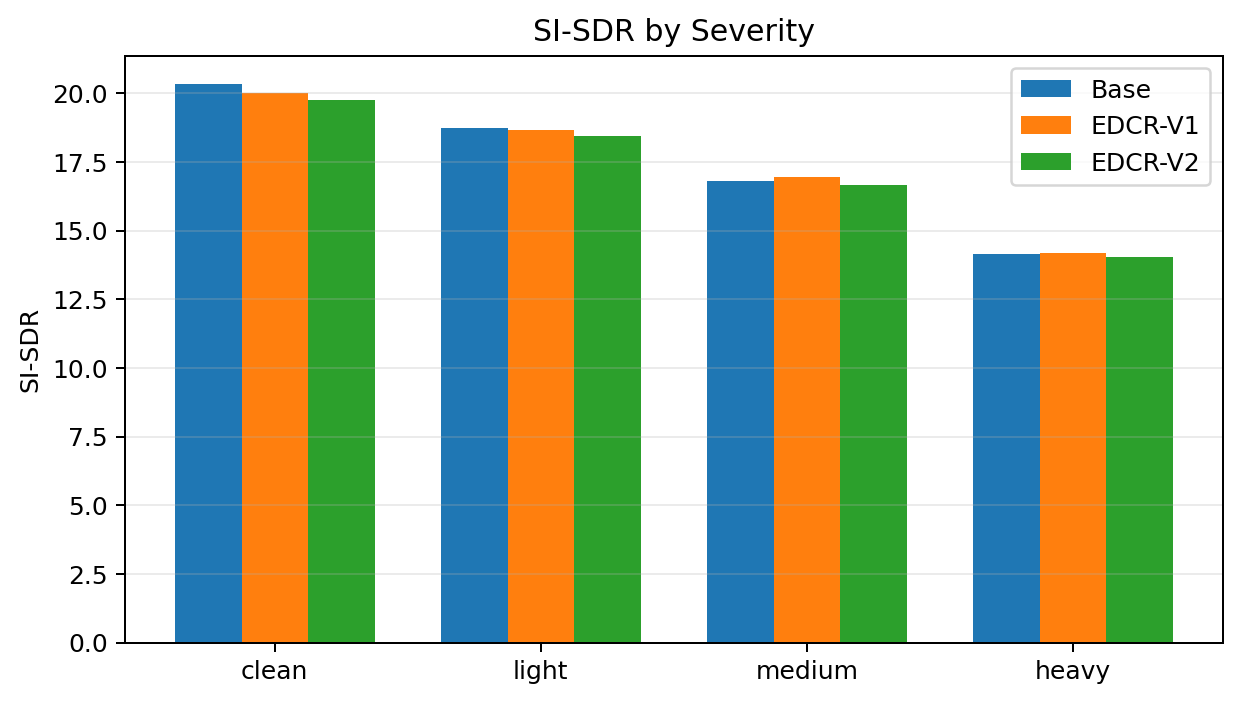 SI-SDR by Severity
Base
EDCR-V1
EDCR-V2
SI-SDR
20.0
17.5
15.0
12.5
10.0
7.5
5.0
2.5
0.0
clean light medium heavy